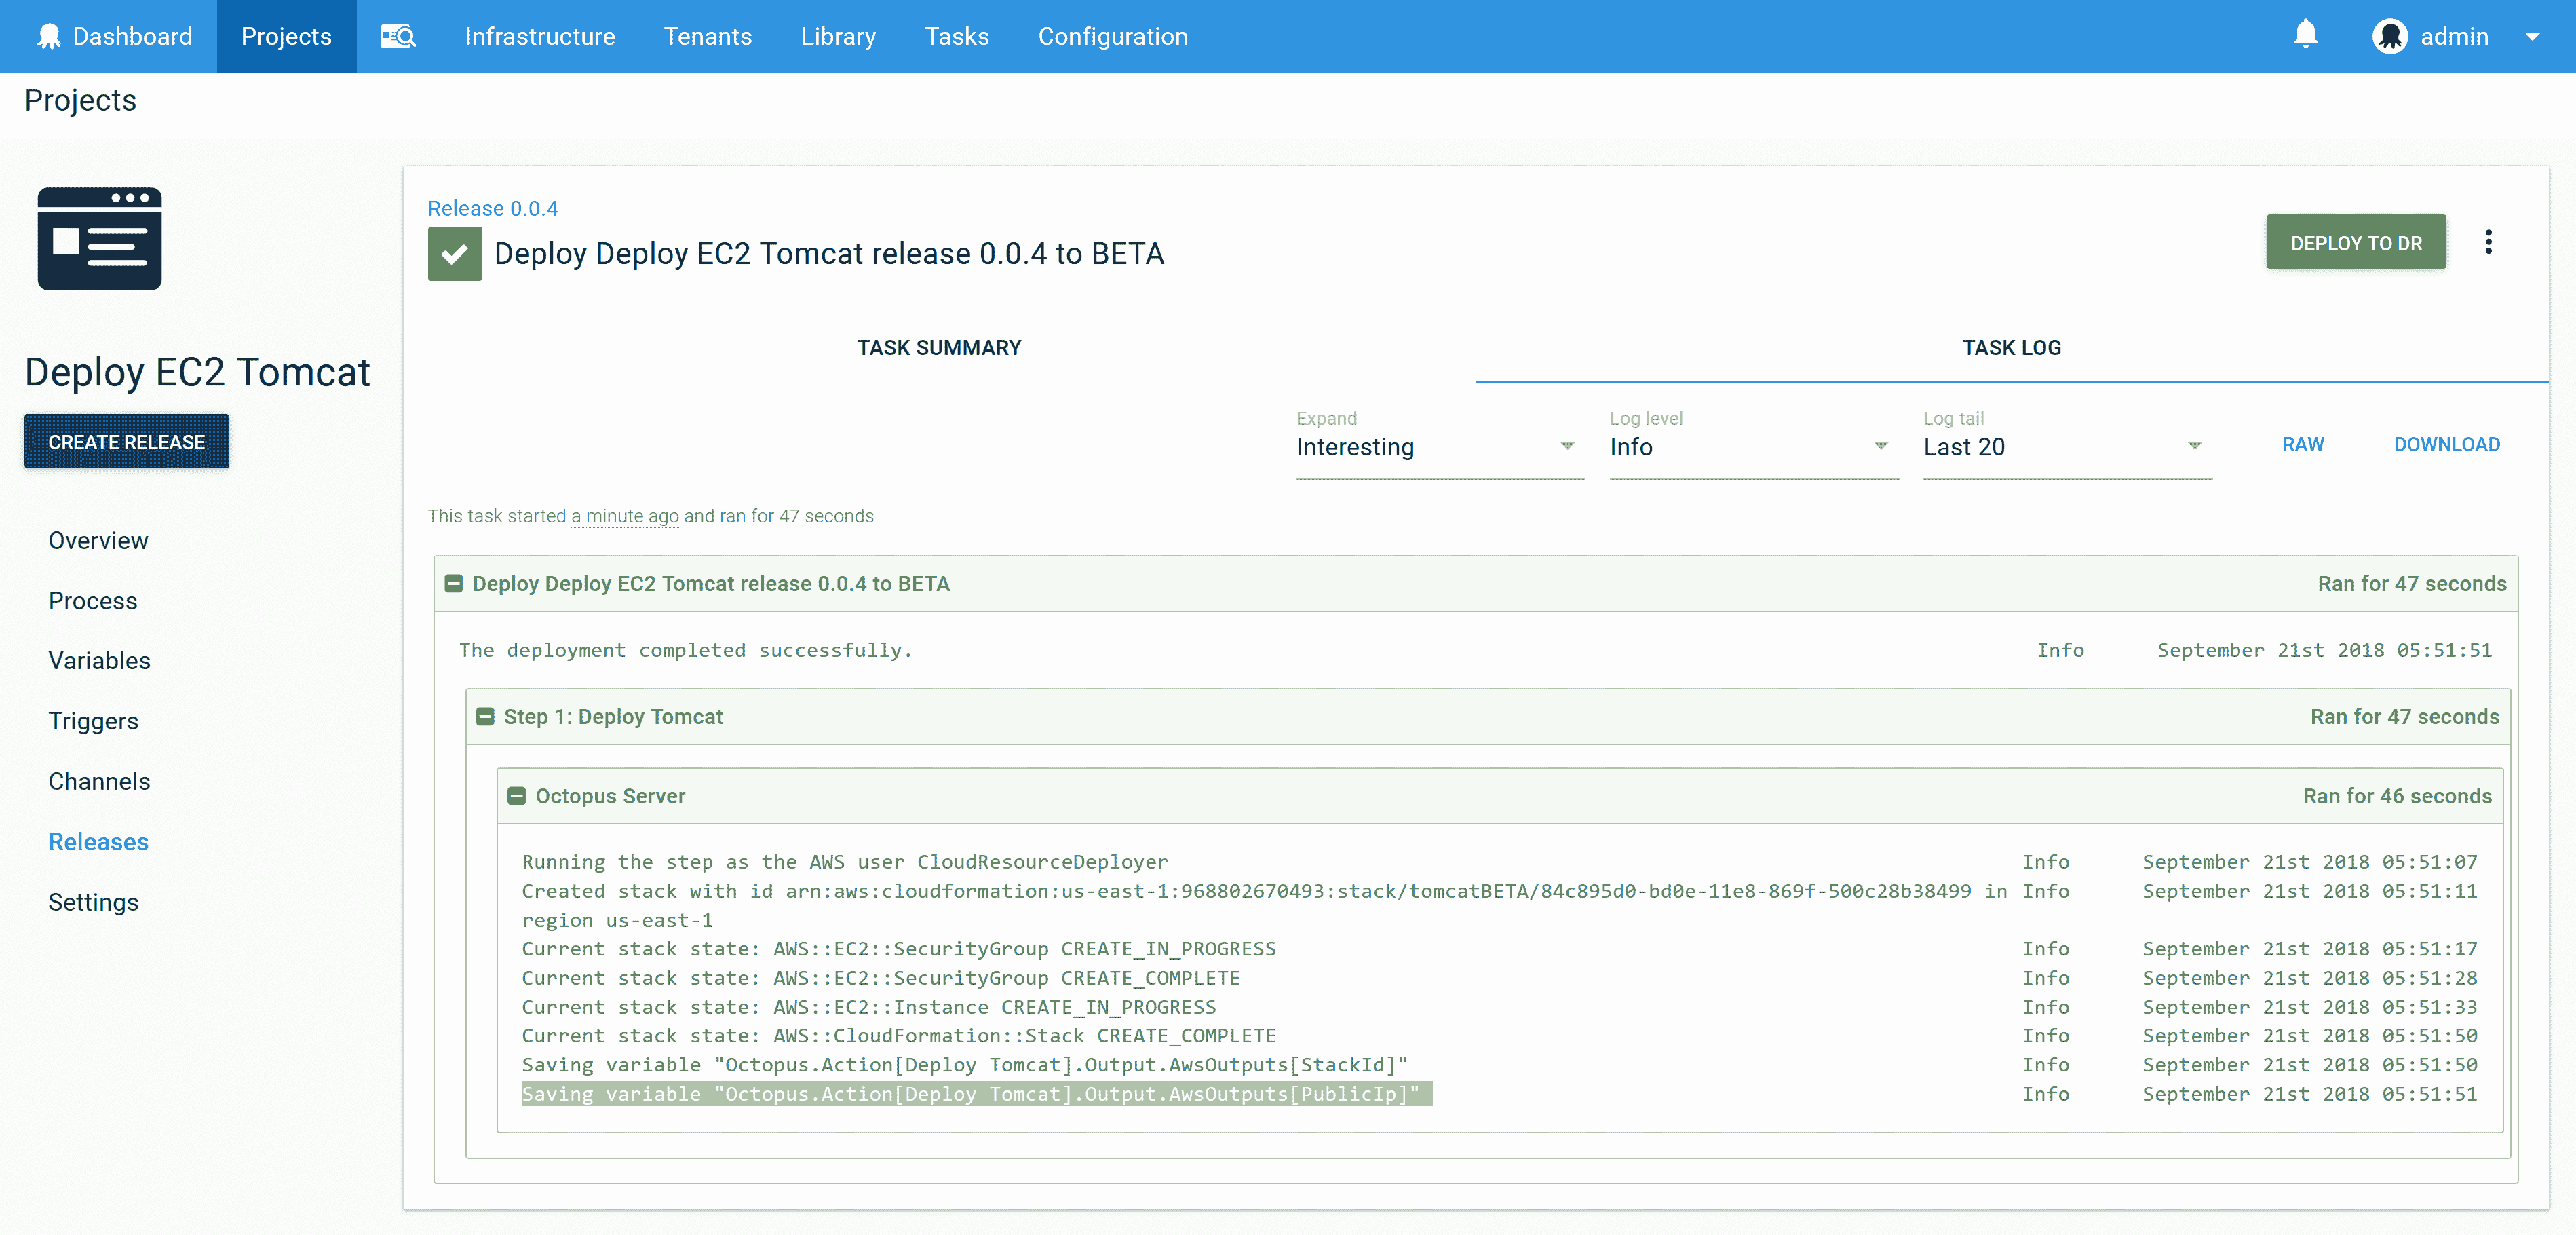 Dashboard Projects Infrastructure Tenants Library Tasks Configuration admin
Projects
Release 0.0.4
Deploy Deploy EC2 Tomcat release 0.0.4 to BETA
DEPLOY TO DR
TASK SUMMARY TASK LOG
Deploy EC2 Tomcat
CREATE RELEASE
Overview
Process
Variables
Triggers
Channels
Releases
Settings
Expand Log level Log tail
Interesting Info Last 20 RAW DOWNLOAD
This task started a minute ago and ran for 47 seconds
Deploy Deploy EC2 Tomcat release 0.0.4 to BETA Ran for 47 seconds
The deployment completed successfully. Info September 21st 2018 05:51:51
Step 1: Deploy Tomcat Ran for 47 seconds
Octopus Server Ran for 46 seconds
Running the step as the AWS user CloudResourceDeployer Info September 21st 2018 05:51:07
Created stack with id arn:aws:cloudformation:us-east-1:968802670493:stack/tomcatBETA/84c895d0-bd0e-11e8-869f-500c28b38499 in Info September 21st 2018 05:51:11
region us-east-1
Current stack state: AWS::EC2::SecurityGroup CREATE_IN_PROGRESS Info September 21st 2018 05:51:17
Current stack state: AWS::EC2::SecurityGroup CREATE_COMPLETE Info September 21st 2018 05:51:28
Current stack state: AWS::EC2::Instance CREATE_IN_PROGRESS Info September 21st 2018 05:51:33
Current stack state: AWS::CloudFormation::Stack CREATE_COMPLETE Info September 21st 2018 05:51:50
Saving variable "Octopus.Action[Deploy Tomcat].Output.AwsOutputs[StackId]" Info September 21st 2018 05:51:50
Saving variable "Octopus.Action[Deploy Tomcat].Output.AwsOutputs[PublicIp]" Info September 21st 2018 05:51:51